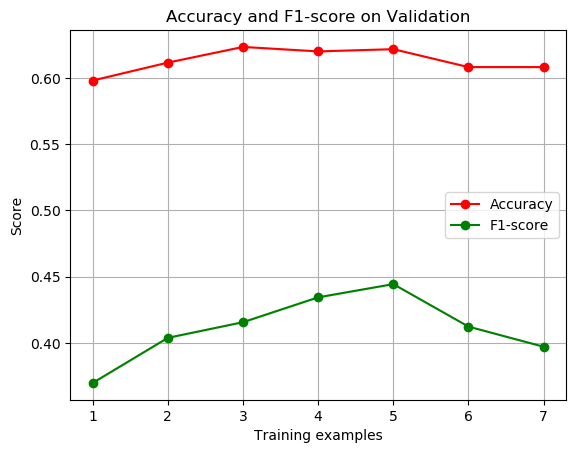 Accuracy and F1-score on Validation
0.60
0.55
0.50
0.45
0.40
Score
Accuracy
F1-score
1 2 3 4 5 6 7
Training examples